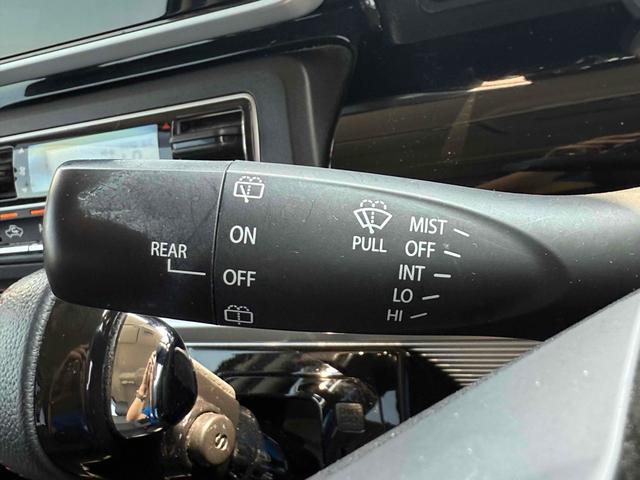 REAR
ON
OFF
PULL
MIST
OFF
INT
LO
HI
S